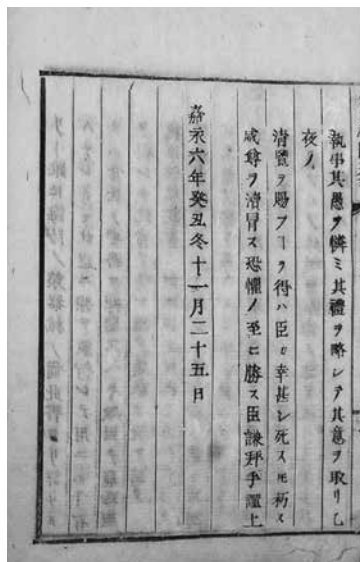 執事其愚ヲ憐ミ其禮ヲ略シテ其意ヲ取リ乙
夜ノ
清覽ヲ賜フヿヲ得ハ臣カ幸甚シ死スモ朽ス
威尊ヲ瀆冒ス恐懼ノ至ニ勝ス臣謙拜手謹上
嘉永六年癸丑冬十一月二十五日